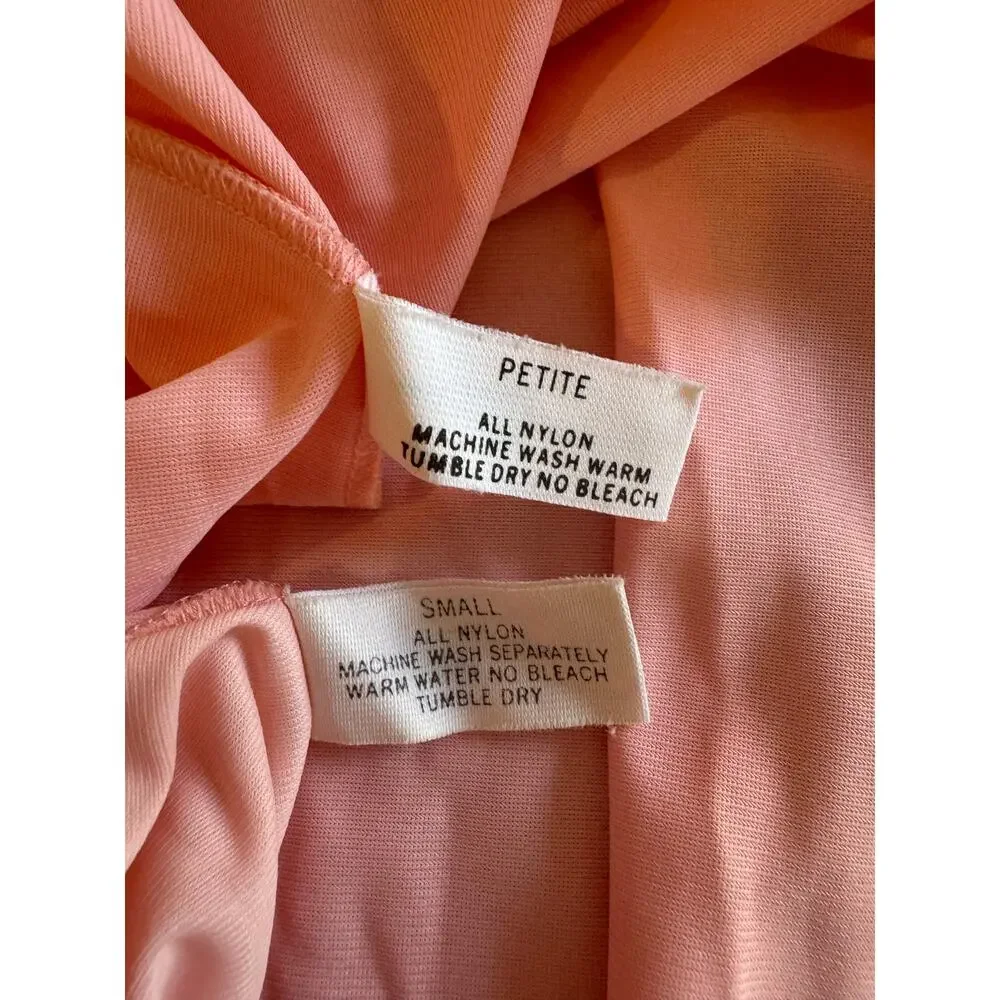 PETITE
ALL NYLON
MACHINE WASH WARM
TUMBLE DRY NO BLEACH
SMALL
ALL NYLON
MACHINE WASH SEPARATELY
WARM WATER NO BLEACH
TUMBLE DRY